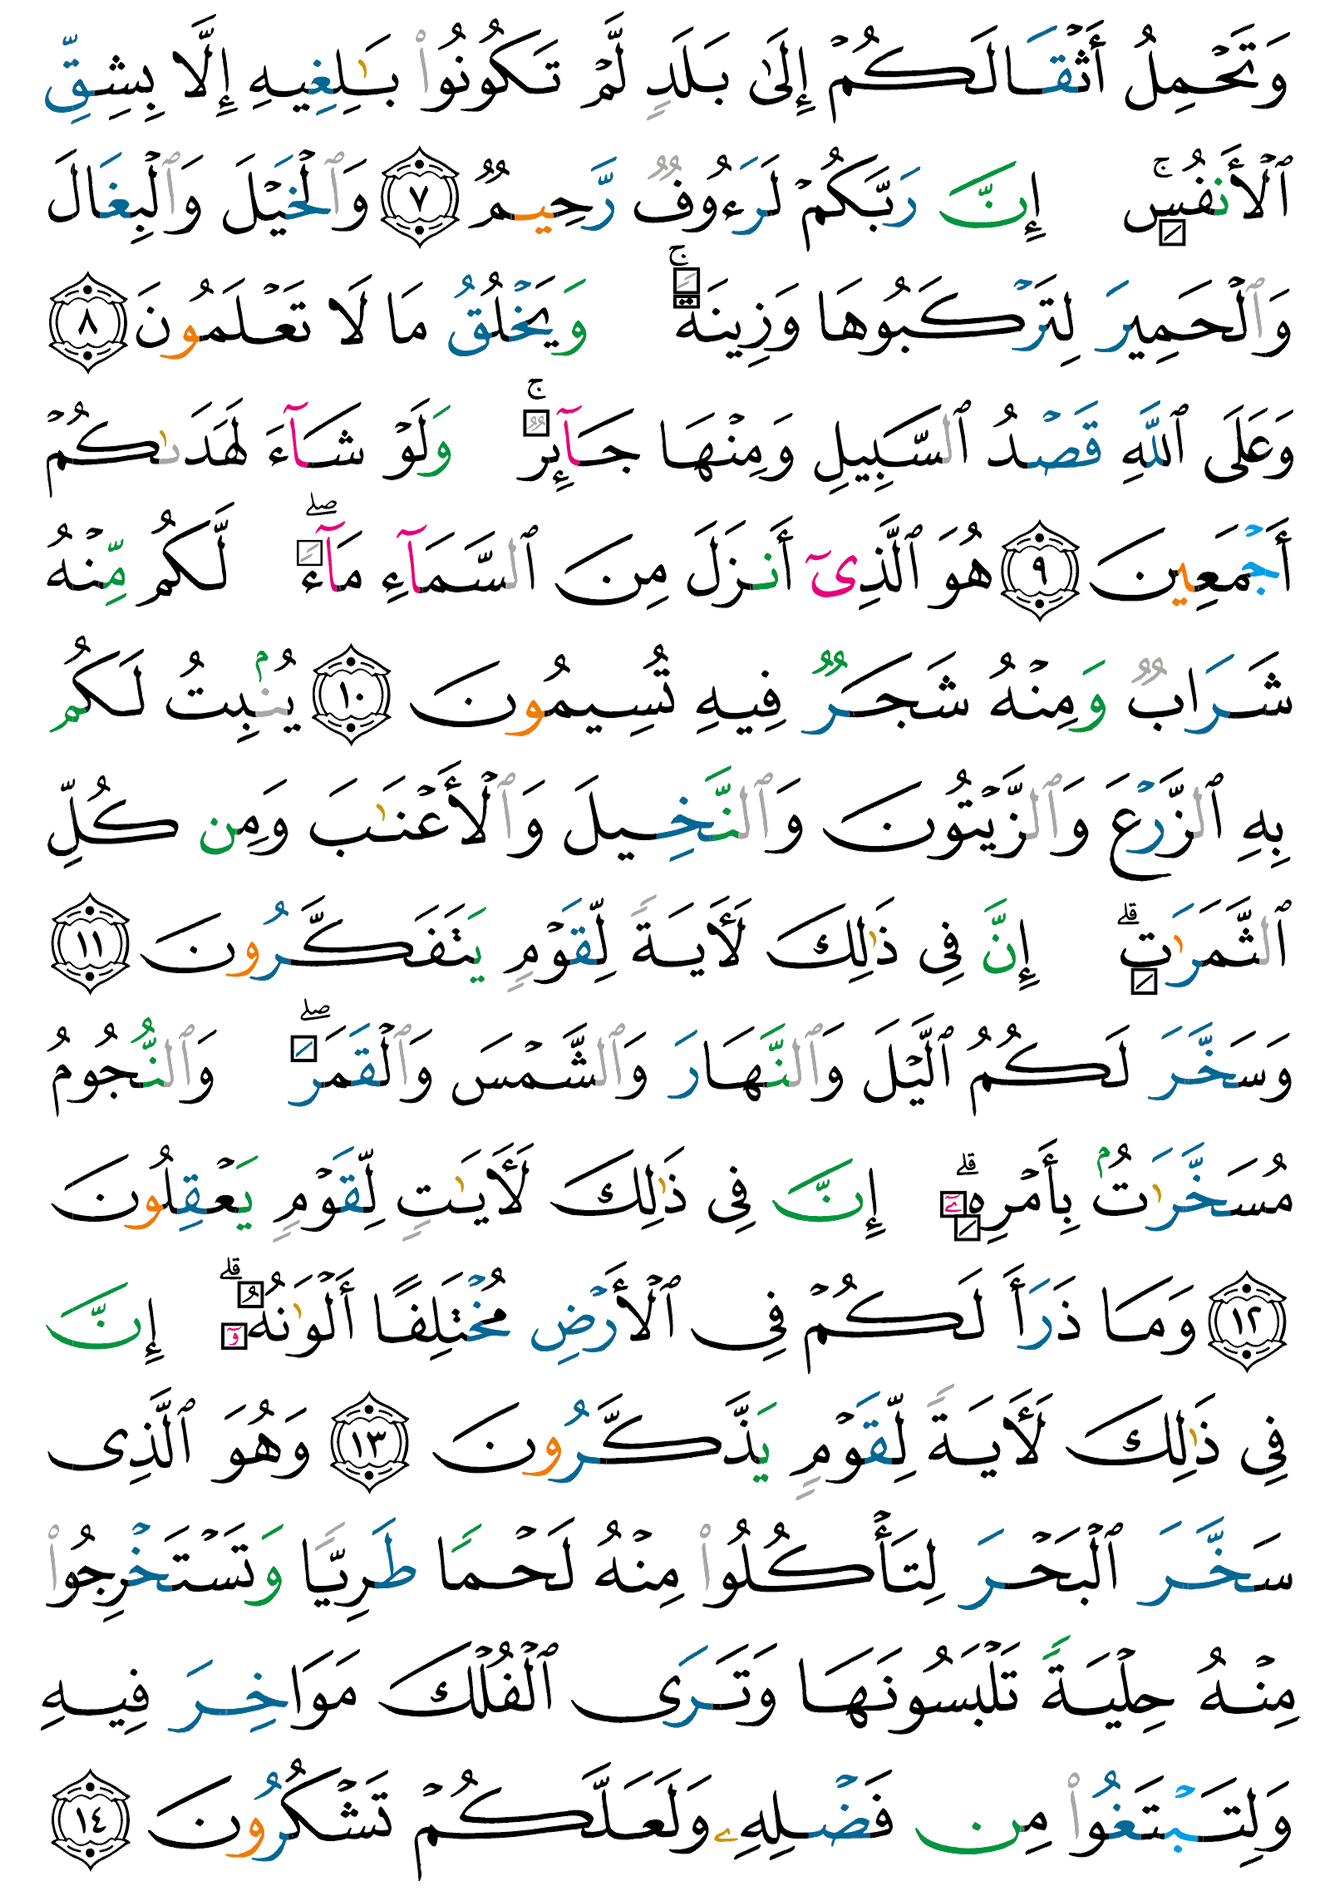 وَتَحْمِلُ أَثْقَالَكُمْ إِلَىٰ بَلَدٍ لَّمْ تَكُونُوا۟ بَـٰلِغِيهِ إِلَّا بِشِقِّ
ٱلْأَنفُسِ ۚ إِنَّ رَبَّكُمْ لَرَءُوفٌ رَّحِيمٌ ٧ وَٱلْخَيْلَ وَٱلْبِغَالَ
وَٱلْحَمِيرَ لِتَرْكَبُوهَا وَزِينَةً ۚ وَيَخْلُقُ مَا لَا تَعْلَمُونَ ٨
وَعَلَى ٱللَّهِ قَصْدُ ٱلسَّبِيلِ وَمِنْهَا جَآئِرٌ ۚ وَلَوْ شَآءَ لَهَدَىٰكُمْ
أَجْمَعِينَ ٩ هُوَ ٱلَّذِىٓ أَنزَلَ مِنَ ٱلسَّمَآءِ مَآءً ۖ لَّكُم مِّنْهُ
شَرَابٌ وَمِنْهُ شَجَرٌ فِيهِ تُسِيمُونَ ١٠ يُنۢبِتُ لَكُم
بِهِ ٱلزَّرْعَ وَٱلزَّيْتُونَ وَٱلنَّخِيلَ وَٱلْأَعْنَـٰبَ وَمِن كُلِّ
ٱلثَّمَرَٰتِ ۗ إِنَّ فِى ذَٰلِكَ لَـَٔايَةً لِّقَوْمٍ يَتَفَكَّرُونَ ١١
وَسَخَّرَ لَكُمُ ٱلَّيْلَ وَٱلنَّهَارَ وَٱلشَّمْسَ وَٱلْقَمَرَ ۖ وَٱلنُّجُومُ
مُسَخَّرَٰتٌۢ بِأَمْرِهِۦٓ ۗ إِنَّ فِى ذَٰلِكَ لَـَٔايَـٰتٍ لِّقَوْمٍ يَعْقِلُونَ
١٢ وَمَا ذَرَأَ لَكُمْ فِى ٱلْأَرْضِ مُخْتَلِفًا أَلْوَٰنُهُۥٓ ۗ إِنَّ
فِى ذَٰلِكَ لَـَٔايَةً لِّقَوْمٍ يَذَّكَّرُونَ ١٣ وَهُوَ ٱلَّذِى
سَخَّرَ ٱلْبَحْرَ لِتَأْكُلُوا۟ مِنْهُ لَحْمًا طَرِيًّا وَتَسْتَخْرِجُوا۟
مِنْهُ حِلْيَةً تَلْبَسُونَهَا وَتَرَى ٱلْفُلْكَ مَوَاخِرَ فِيهِ
وَلِتَبْتَغُوا۟ مِن فَضْلِهِۦ وَلَعَلَّكُمْ تَشْكُرُونَ ١٤